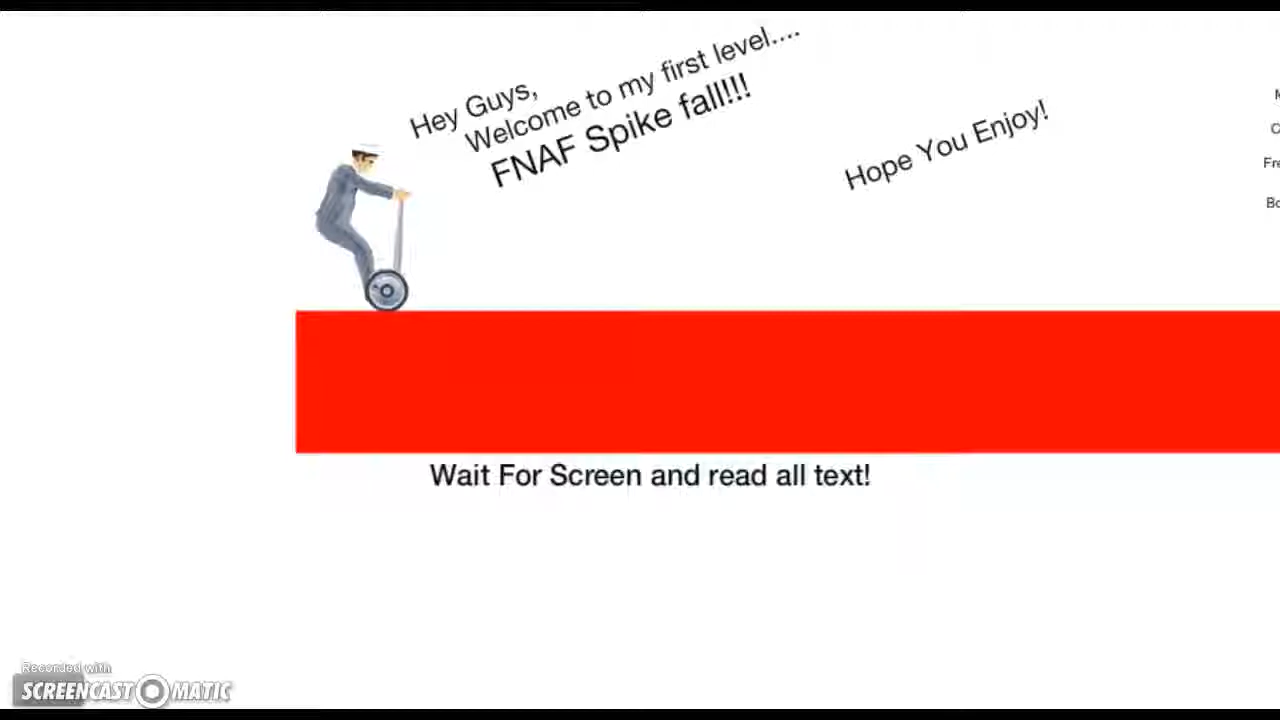 Hey Guys,
Welcome to my first level....
FNAF Spike fall!!!
Hope You Enjoy!
Wait For Screen and read all text!
Recorded with
SCREENCAST MATIC